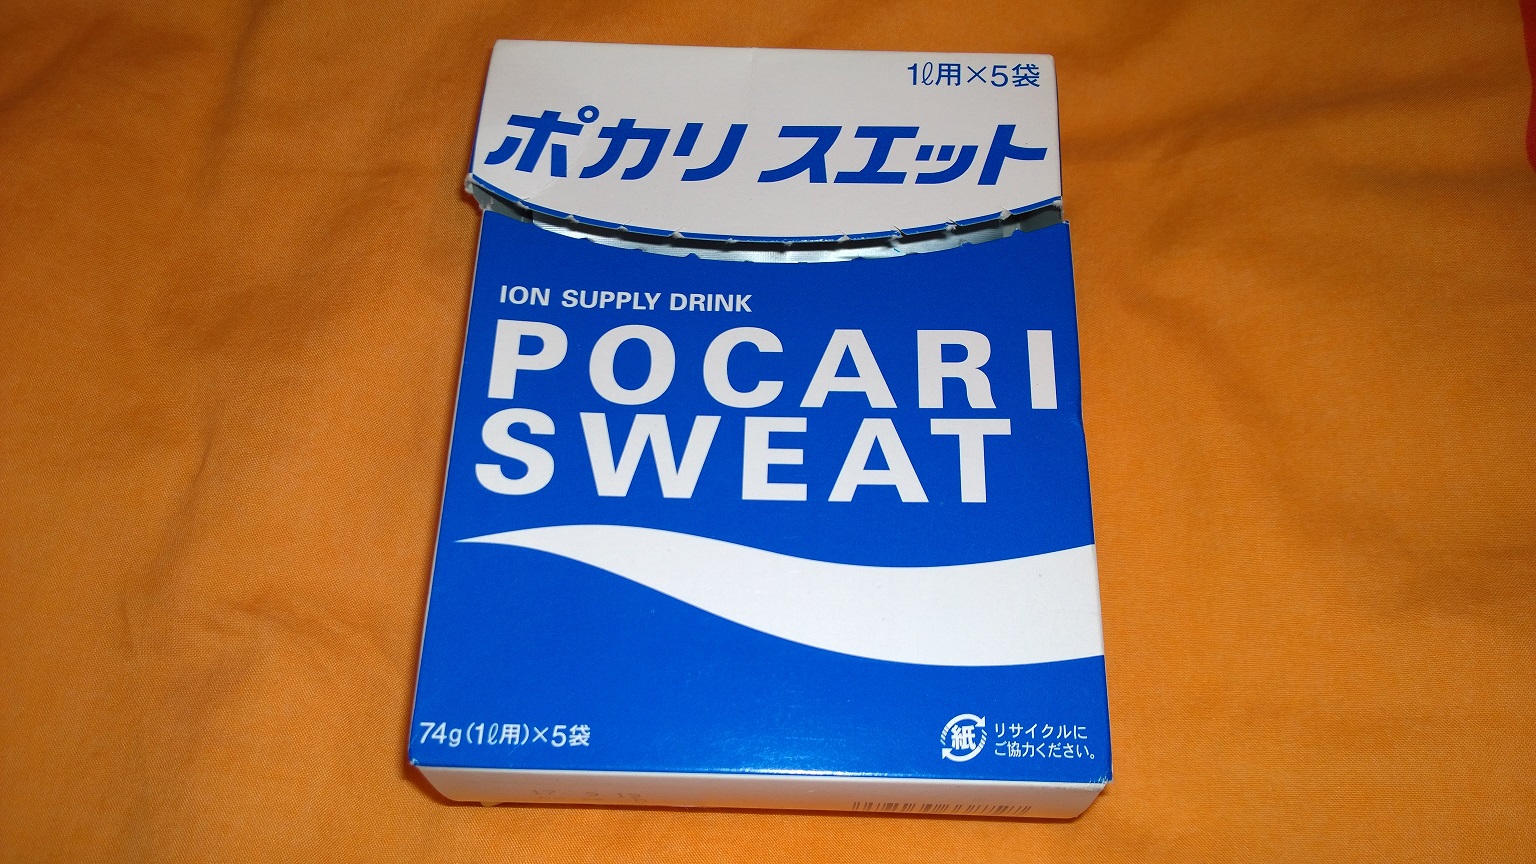 1ℓ用×5袋
ポカリスエット
ION SUPPLY DRINK
POCARI
SWEAT
74g(1ℓ用)×5袋
紙
リサイクルに
ご協力ください。